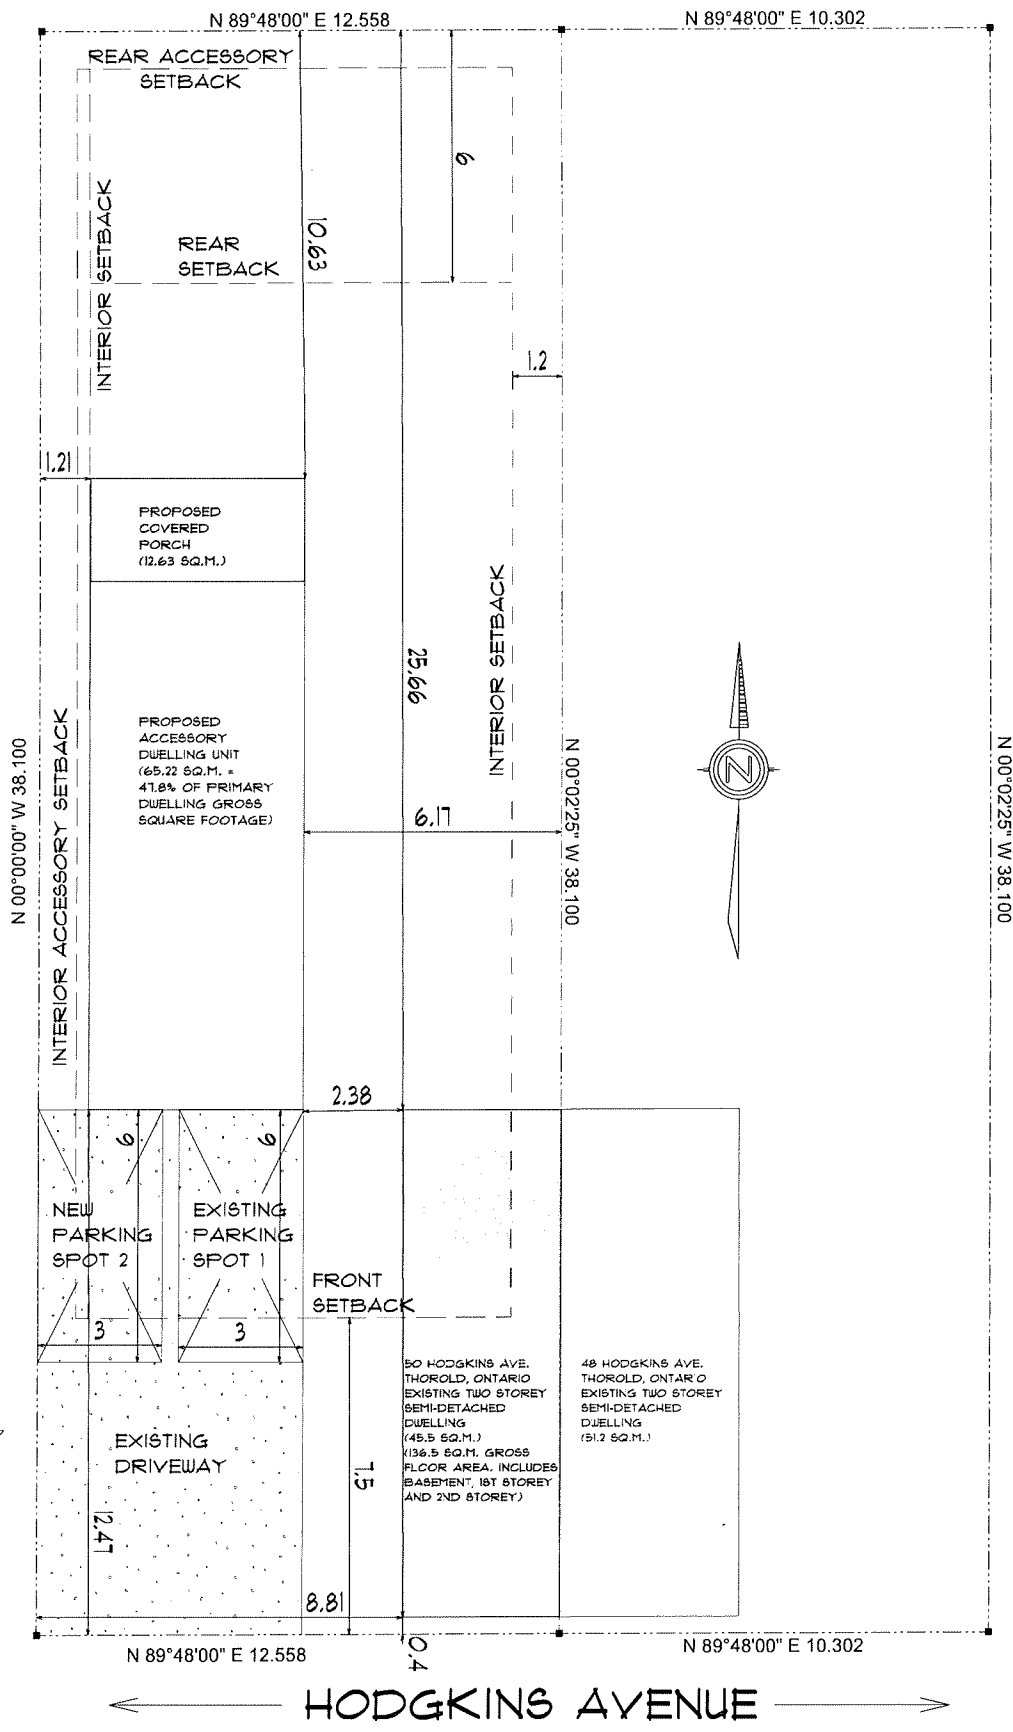 N 89°48'00" E 12.558
N 89°48'00" E 10.302
REAR ACCESSORY
SETBACK
6
INTERIOR SETBACK
10.63
REAR
SETBACK
1.2
1.21
PROPOSED
COVERED
PORCH
(12.63 SQ.M.)
INTERIOR SETBACK
25.66
PROPOSED
ACCESSORY
DWELLING UNIT
(65.22 SQ.M. =
47.8% OF PRIMARY
DWELLING GROSS
SQUARE FOOTAGE)
INTERIOR ACCESSORY SETBACK
N 00°00'00" W 38.100
6.17
N 00°02'25" W 38.100
N
N 00°02'25" W 38.100
2.38
6
6
NEW
PARKING
SPOT 2
EXISTING
PARKING
SPOT 1
FRONT
SETBACK
3
3
50 HODGKINS AVE.
THOROLD, ONTARIO
EXISTING TWO STOREY
SEMI-DETACHED
DWELLING
(45.5 SQ.M.)
(136.5 SQ.M. GROSS
FLOOR AREA, INCLUDES
BASEMENT, 1ST STOREY
AND 2ND STOREY)
48 HODGKINS AVE.
THOROLD, ONTARIO
EXISTING TWO STOREY
SEMI-DETACHED
DWELLING
(51.2 SQ.M.)
EXISTING
DRIVEWAY
7.5
12.47
8.81
0.4
N 89°48'00" E 12.558
N 89°48'00" E 10.302
HODGKINS AVENUE